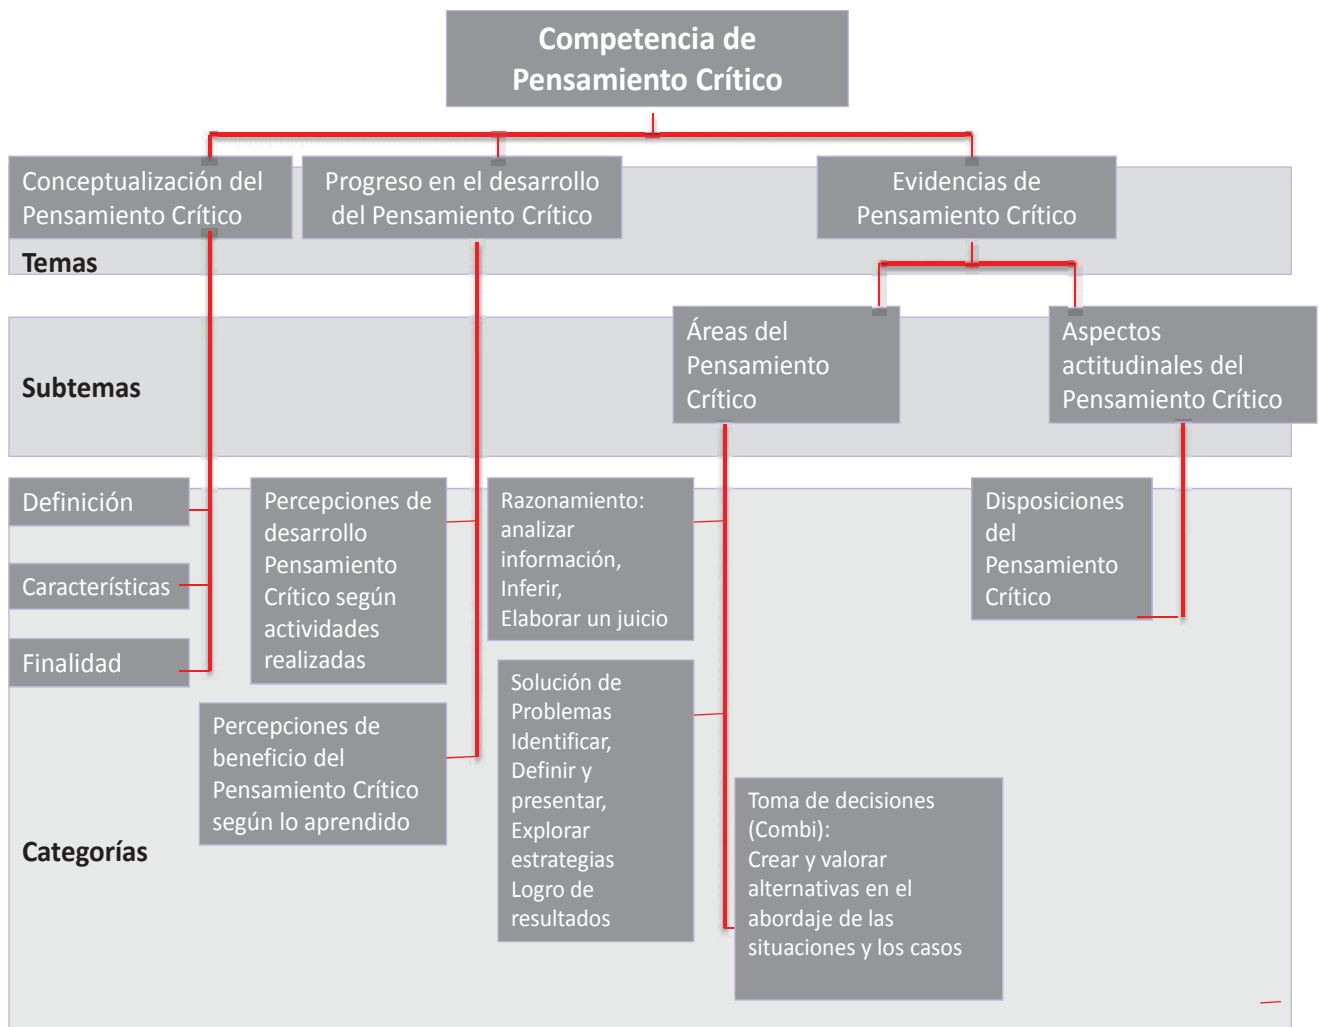 Competencia de
Pensamiento Crítico
Conceptualización del
Pensamiento Crítico
Progreso en el desarrollo
del Pensamiento Crítico
Evidencias de
Pensamiento Crítico
Temas
Áreas del
Pensamiento
Crítico
Aspectos
actitudinales del
Pensamiento Crítico
Subtemas
Definición
Características
Finalidad
Percepciones de
desarrollo
Pensamiento
Crítico según
actividades
realizadas
Percepciones de
beneficio del
Pensamiento Crítico
según lo aprendido
Razonamiento:
analizar
información,
Inferir,
Elaborar un juicio
Solución de
Problemas
Identificar,
Definir y
presentar,
Explorar
estrategias
Logro de
resultados
Toma de decisiones
(Combi):
Crear y valorar
alternativas en el
abordaje de las
situaciones y los casos
Disposiciones
del
Pensamiento
Crítico
Categorías